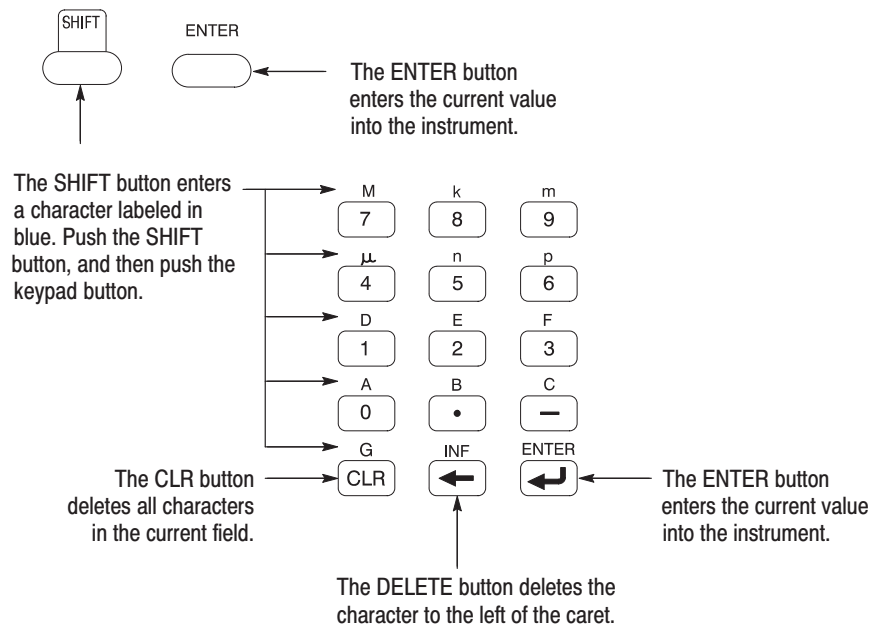 SHIFT
ENTER
The ENTER button
enters the current value
into the instrument.
The SHIFT button enters
a character labeled in
blue. Push the SHIFT
button, and then push the
keypad button.
M k m
7 8 9
μ n p
4 5 6
D E F
1 2 3
A B C
0 • –
G INF ENTER
CLR
The CLR button
deletes all characters
in the current field.
The ENTER button
enters the current value
into the instrument.
The DELETE button deletes the
character to the left of the caret.